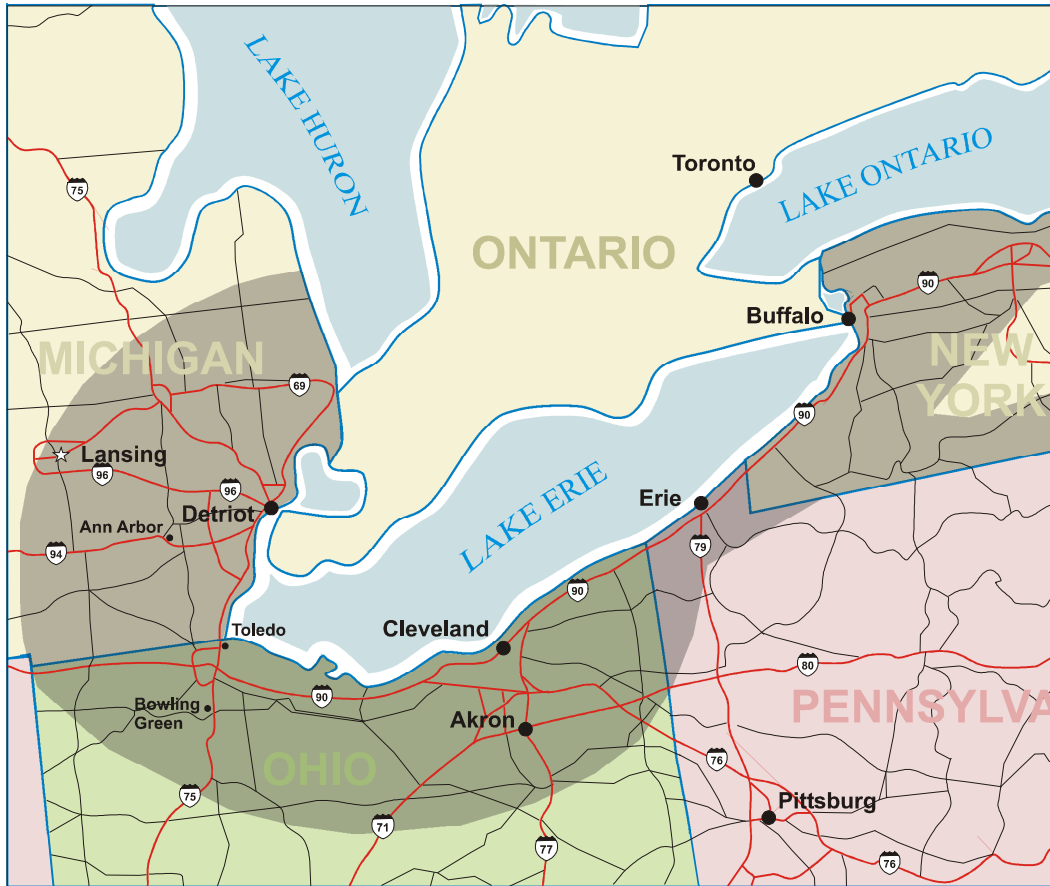 LAKE HURON
Toronto
LAKE ONTARIO
75
ONTARIO
90
Buffalo
MICHIGAN
NEW
YORK
69
90
Lansing
96
96
LAKE ERIE
Erie
Detriot
Ann Arbor
94
79
90
Toledo
Cleveland
80
90
Bowling
Green
Akron
PENNSYLVA
OHIO
76
75
Pittsburg
71
77
76